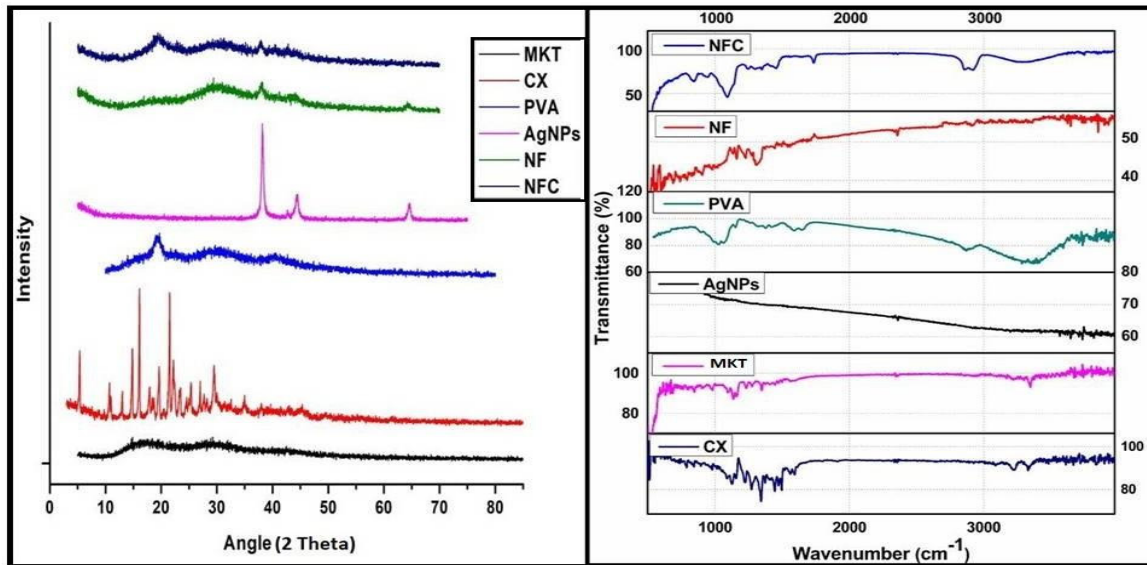 MKT
CX
PVA
AgNPs
NF
NFC
Intensity
0 10 20 30 40 50 60 70 80
Angle (2 Theta)
1000 2000 3000
100
50
NFC
NF
50
40
120
100
80
60
PVA
80
70
60
AgNPs
100
80
MKT
CX
100
80
Transmittance (%)
1000 2000 3000
Wavenumber (cm-1)